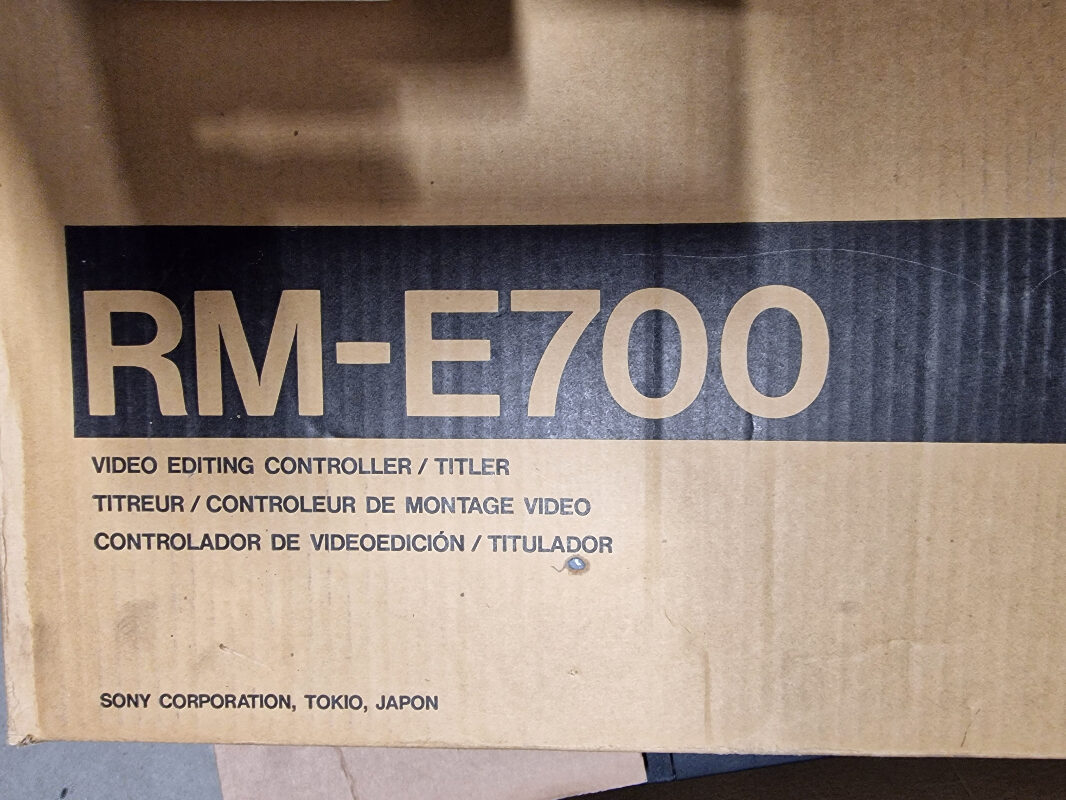 RM-E700
VIDEO EDITING CONTROLLER / TITLER
TITREUR / CONTROLEUR DE MONTAGE VIDEO
CONTROLADOR DE VIDEOEDICIÓN / TITULADOR
SONY CORPORATION, TOKIO, JAPON